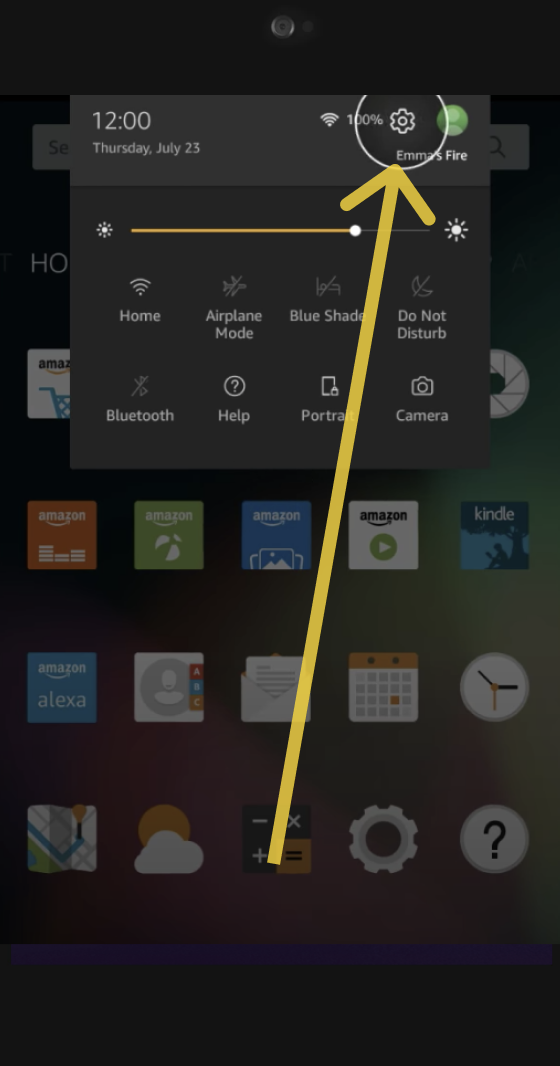 12:00
100%
Thursday, July 23
Emma's Fire
Se
HO
A
Home
Airplane
Mode
Blue Shade
Do Not
Disturb
Bluetooth
Help
Portrait
Camera
amaz
amazon
amazon
amazon
amazon
kindle
amazon
alexa
A
B
C